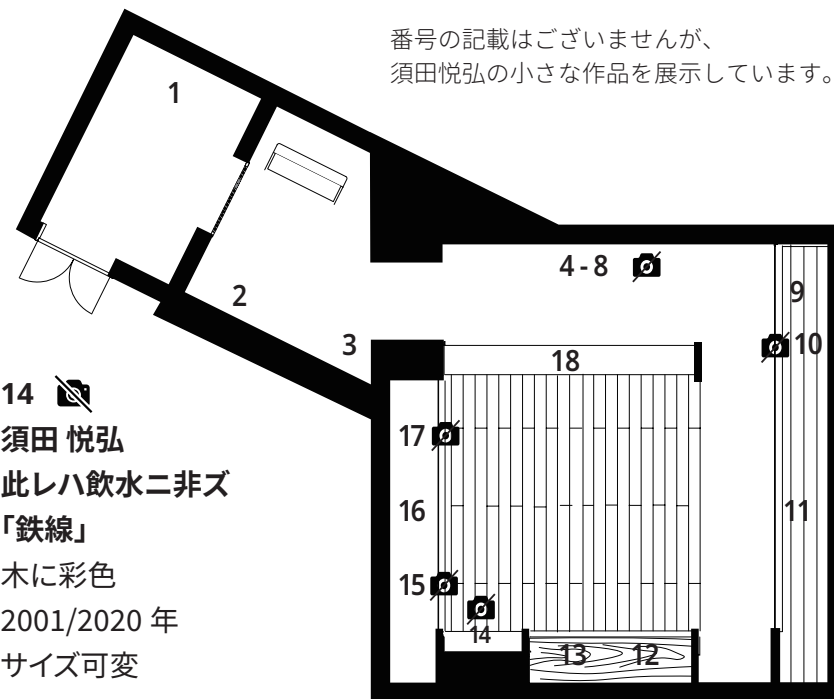 番号の記載はございませんが、
須田悦弘の小さな作品を展示しています。
1
2
3
4 - 8
9
10
18
17
16
11
15
14
13
12
14
須田 悦弘
此レハ飲水ニ非ズ
「鉄線」
木に彩色
2001/2020 年
サイズ可変